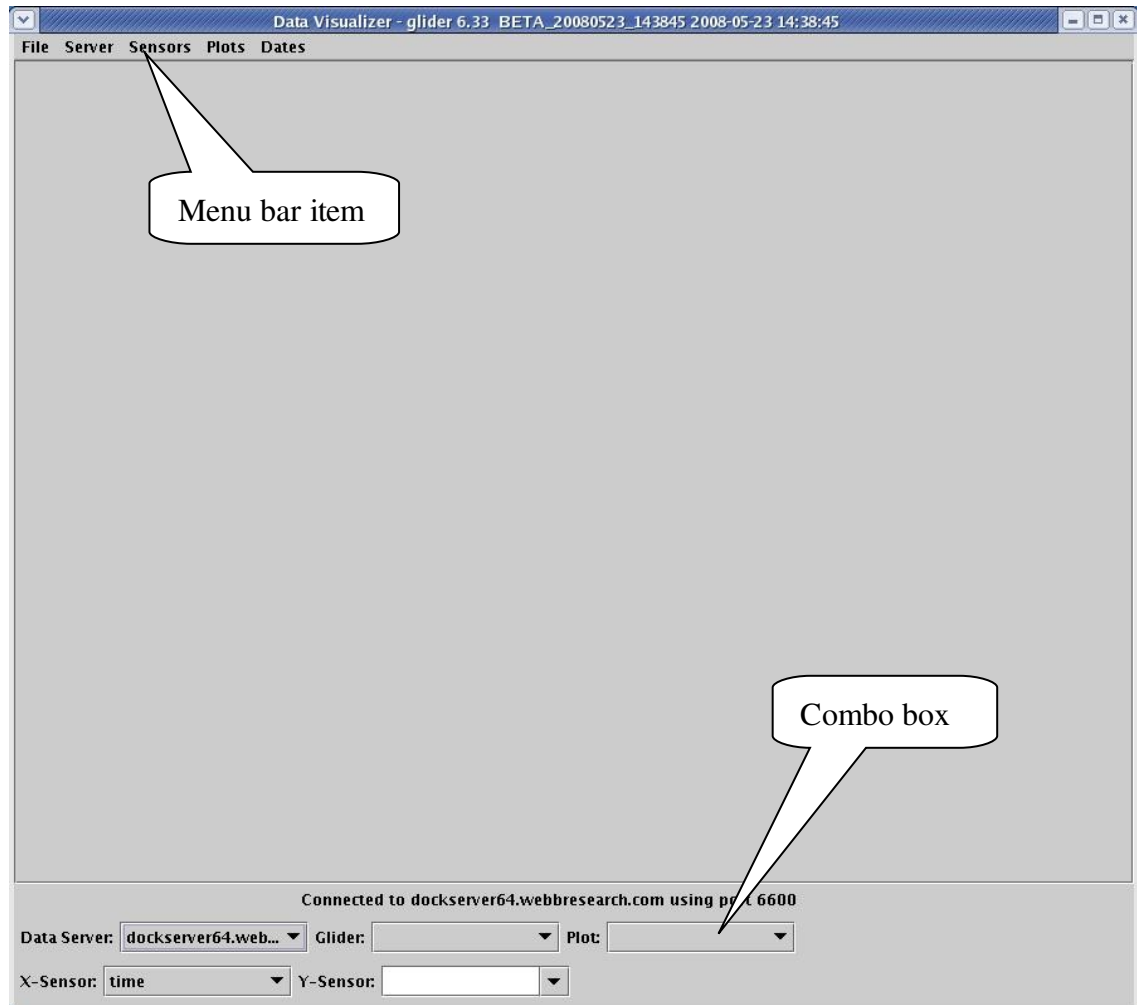 Data Visualizer - glider 6.33 BETA_20080523_143845 2008-05-23 14:38:45
File Server Sensors Plots Dates
Menu bar item
Combo box
Connected to dockserver64.webbresearch.com using port 6600
Data Server: dockserver64.web... Glider: Plot:
X-Sensor: time Y-Sensor: